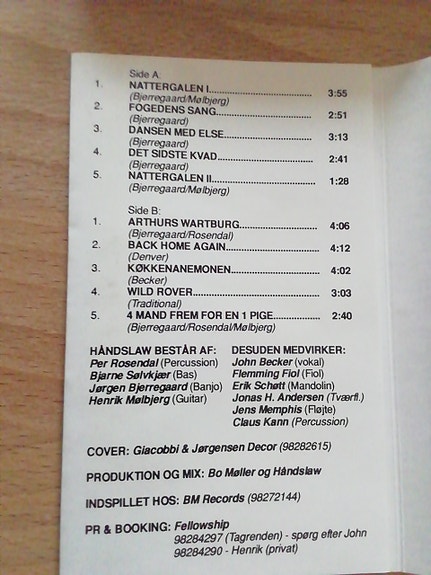 Side A:
1. NATTERGALEN I................................. 3:55
(Bjerregaard/Mølbjerg)
2. FOGEDENS SANG............................... 2:51
(Bjerregaard)
3. DANSEN MED ELSE............................ 3:13
(Bjerregaard)
4. DET SIDSTE KVAD.............................. 2:41
(Bjerregaard)
5. NATTERGALEN II................................. 1:28
(Bjerregaard/Mølbjerg)
Side B:
1. ARTHURS WARTBURG........................ 4:06
(Bjerregaard/Rosendal)
2. BACK HOME AGAIN............................ 4:12
(Denver)
3. KØKKENANEMONEN............................ 4:02
(Becker)
4. WILD ROVER....................................... 3:03
(Traditional)
5. 4 MAND FREM FOR EN 1 PIGE................ 2:40
(Bjerregaard/Rosendal/Mølbjerg)
HÅNDSLAW BESTÅR AF:
Per Rosendal (Percussion)
Bjarne Sølvkjær (Bas)
Jørgen Bjerregaard (Banjo)
Henrik Mølbjerg (Guitar)
DESUDEN MEDVIRKER:
John Becker (vokal)
Flemming Fiol (Fiol)
Erik Schøtt (Mandolin)
Jonas H. Andersen (Tværfl.)
Jens Memphis (Fløjte)
Claus Kann (Percussion)
COVER: Giacobbi & Jørgensen Decor (98282615)
PRODUKTION OG MIX: Bo Møller og Håndslaw
INDSPILLET HOS: BM Records (98272144)
PR & BOOKING: Fellowship
98284297 (Tagrenden) - spørg efter John
98284290 - Henrik (privat)